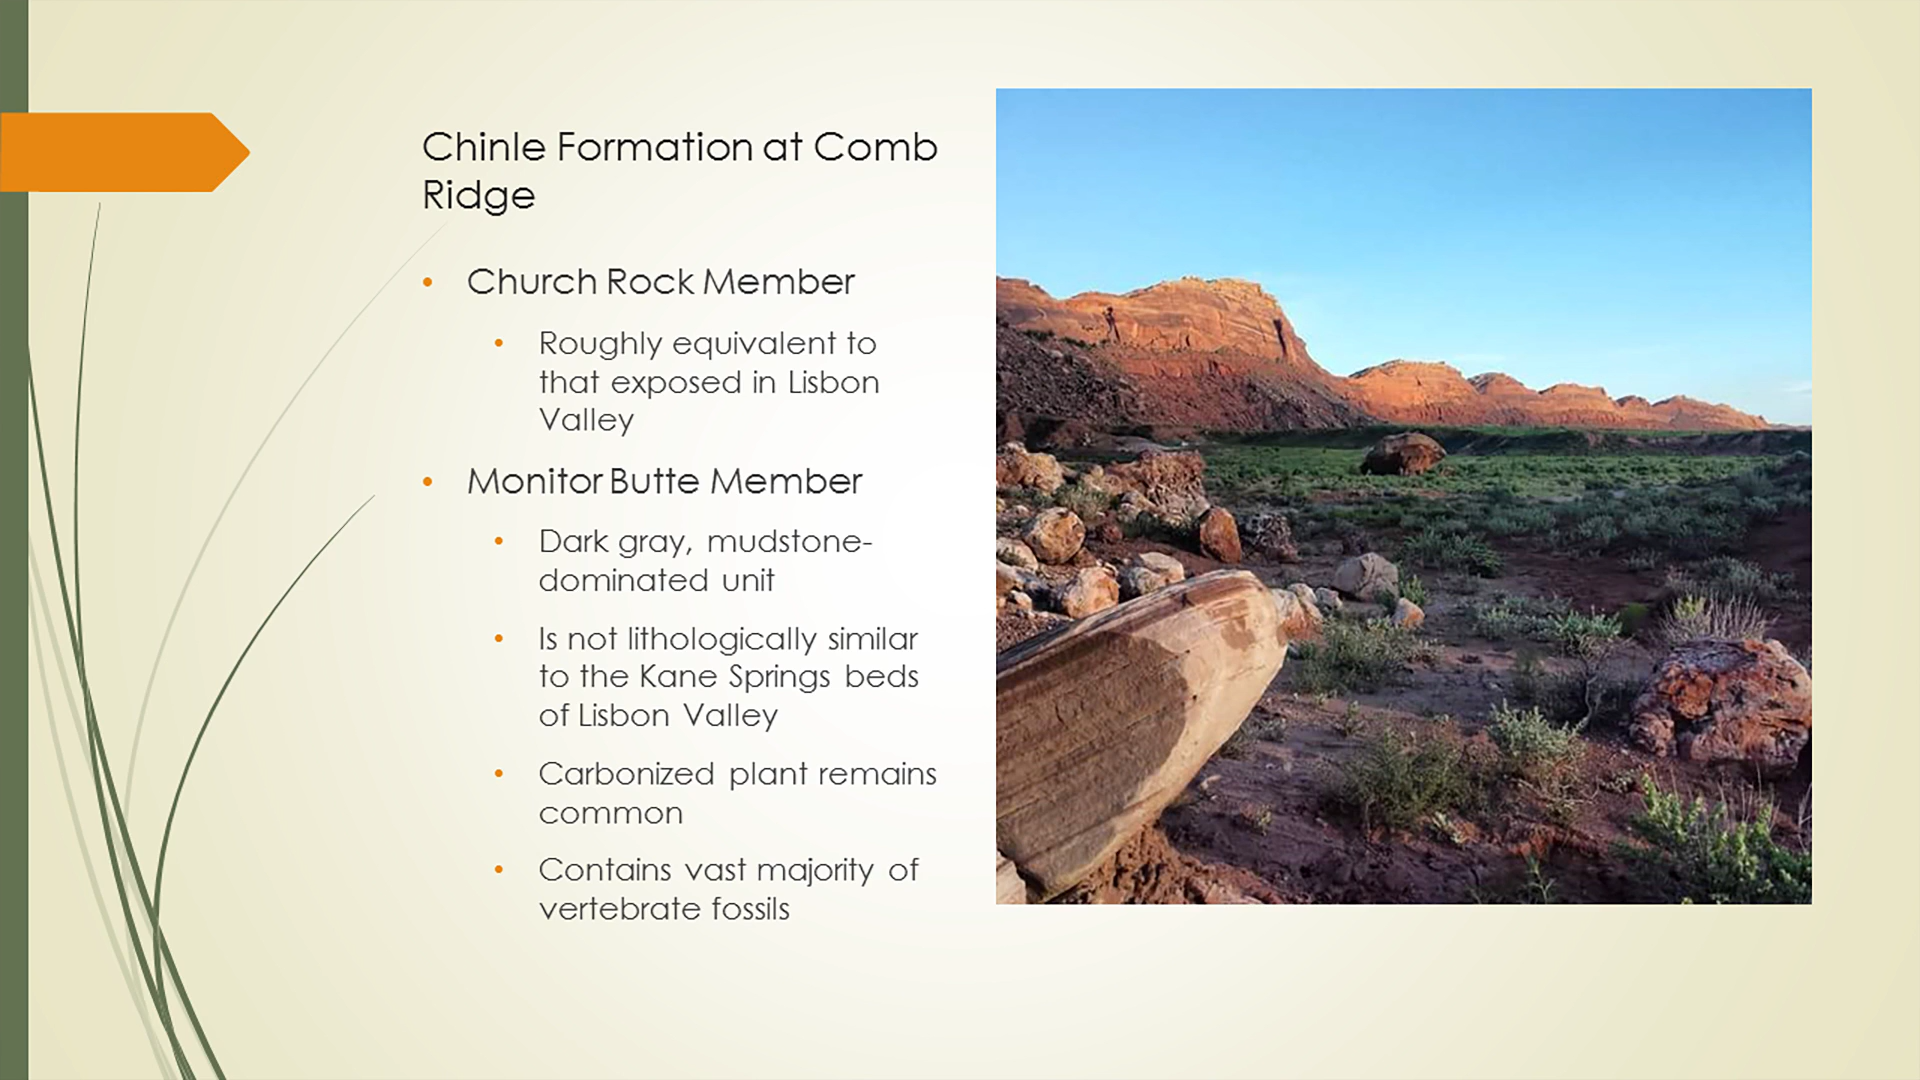 Chinle Formation at Comb
Ridge
• Church Rock Member
• Roughly equivalent to
that exposed in Lisbon
Valley
• Monitor Butte Member
• Dark gray, mudstone-
dominated unit
• Is not lithologically similar
to the Kane Springs beds
of Lisbon Valley
• Carbonized plant remains
common
• Contains vast majority of
vertebrate fossils